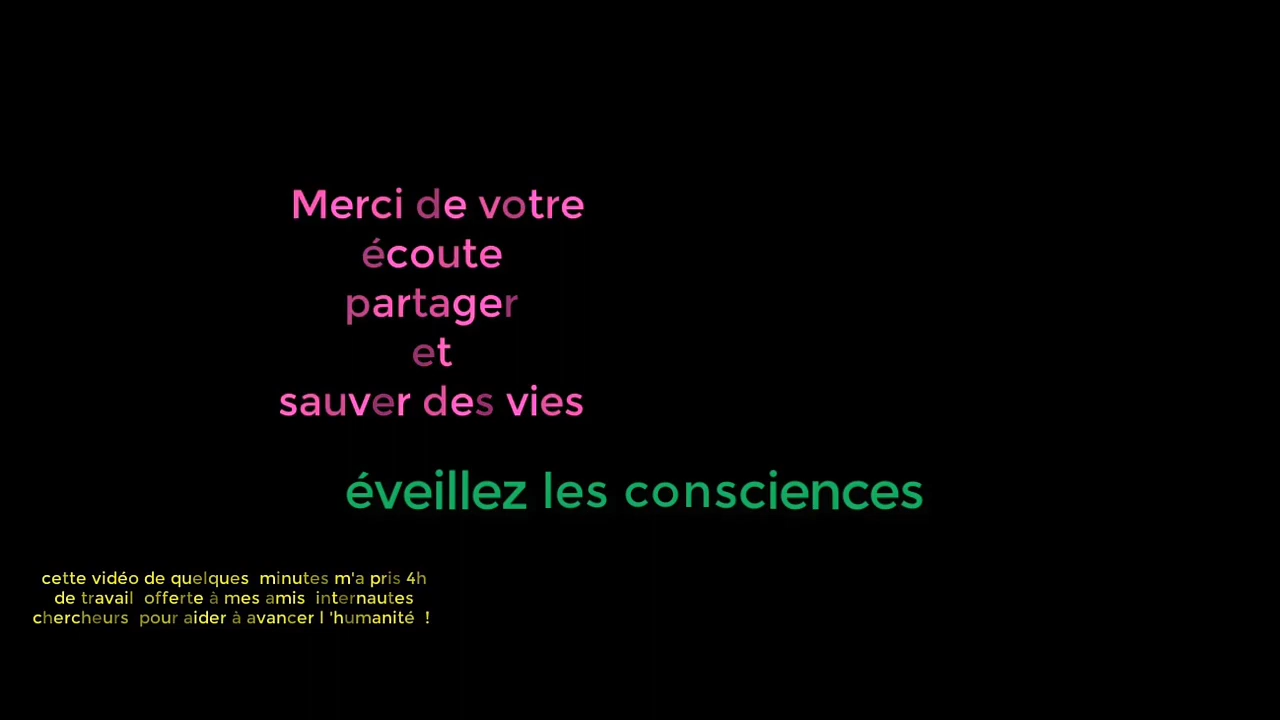 Merci de votre
écoute
partager
et
sauver des vies
éveillez les consciences
cette vidéo de quelques  minutes m'a pris 4h
de travail  offerte à mes amis  internautes
chercheurs  pour aider à avancer l 'humanité  !